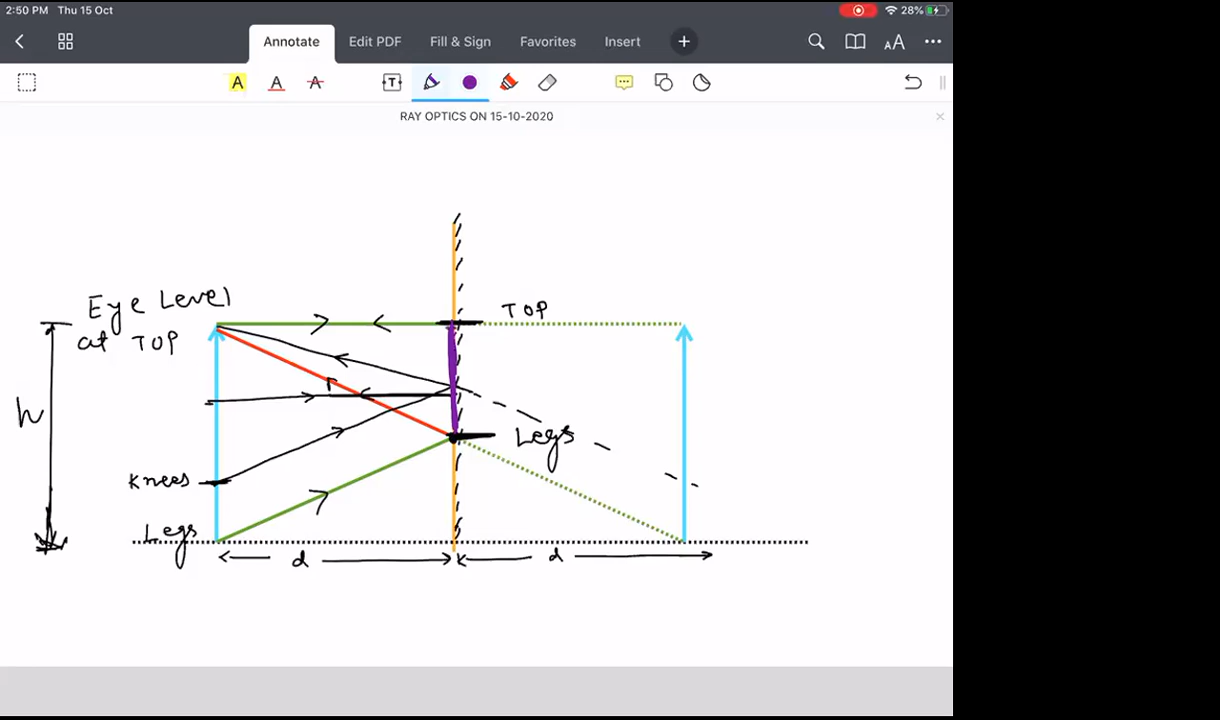 2:50 PM Thu 15 Oct
28%
Annotate Edit PDF Fill & Sign Favorites Insert
AA
A A A T
RAY OPTICS ON 15-10-2020
Eye Level
at TOP
TOP
h
Legs
Knees
Legs
d d